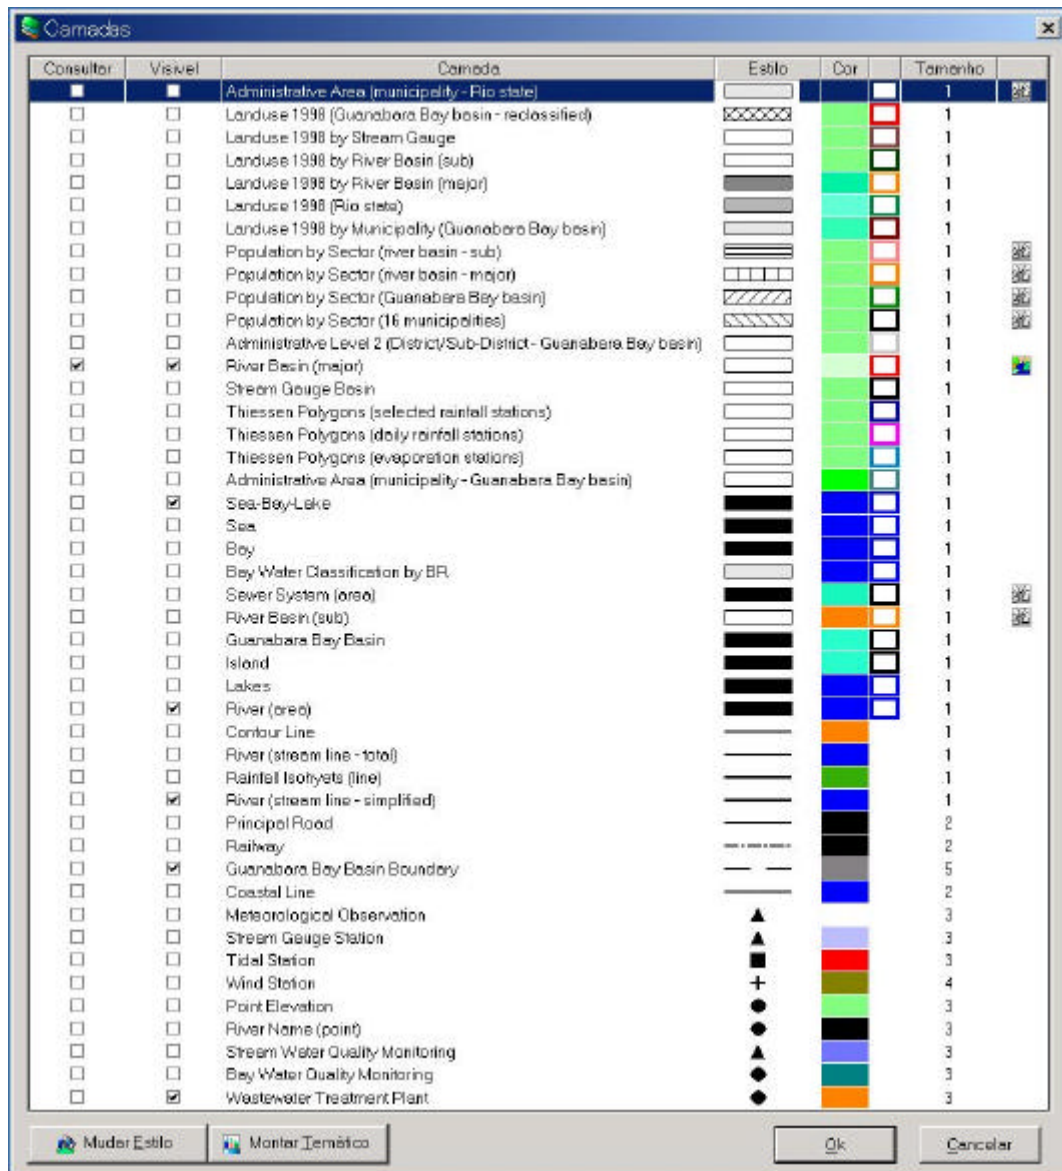 Camadas
Consultar Visivel Camada Estilo Cor Tamanho
Administrative Area (municipality - Rio state) 1
Landuse 1998 (Guanabara Bay basin - reclassified) 1
Landuse 1998 by Stream Gauge 1
Landuse 1998 by River Basin (sub) 1
Landuse 1998 by River Basin (major) 1
Landuse 1998 (Rio state) 1
Landuse 1998 by Municipality (Guanabara Bay basin) 1
Population by Sector (river basin - sub) 1
Population by Sector (river basin - major) 1
Population by Sector (Guanabara Bay basin) 1
Population by Sector (16 municipalities) 1
Administrative Level 2 (District/Sub-District - Guanabara Bay basin) 1
River Basin (major) 1
Stream Gauge Basin 1
Thiessen Polygons (selected rainfall stations) 1
Thiessen Polygons (daily rainfall stations) 1
Thiessen Polygons (evaporation stations) 1
Administrative Area (municipality - Guanabara Bay basin) 1
Sea-Bay-Lake 1
Sea 1
Bay 1
Bay Water Classification by BR 1
Sewer System (area) 1
River Basin (sub) 1
Guanabara Bay Basin 1
Island 1
Lakes 1
River (area) 1
Contour Line 1
River (stream line - total) 1
Rainfall Isohyets (line) 1
River (stream line - simplified) 1
Principal Road 2
Railway 2
Guanabara Bay Basin Boundary 5
Coastal Line 2
Meteorological Observation 3
Stream Gauge Station 3
Tidal Station 3
Wind Station 4
Point Elevation 3
River Name (point) 3
Stream Water Quality Monitoring 3
Bay Water Quality Monitoring 3
Wastewater Treatment Plant 3
Mudar Estilo Montar Temático Ok Cancelar